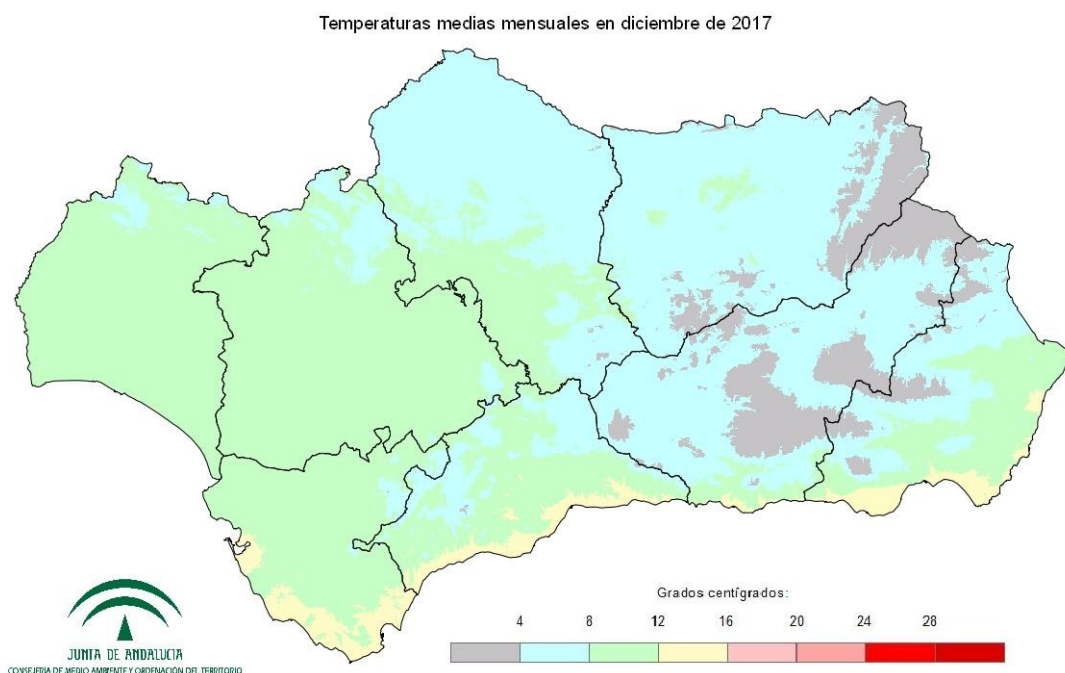 Temperaturas medias mensuales en diciembre de 2017
Grados centígrados:
4 8 12 16 20 24 28
JUNTA DE ANDALUCIA
CONSEJERÍA DE MEDIO AMBIENTE Y ORDENACIÓN DEL TERRITORIO